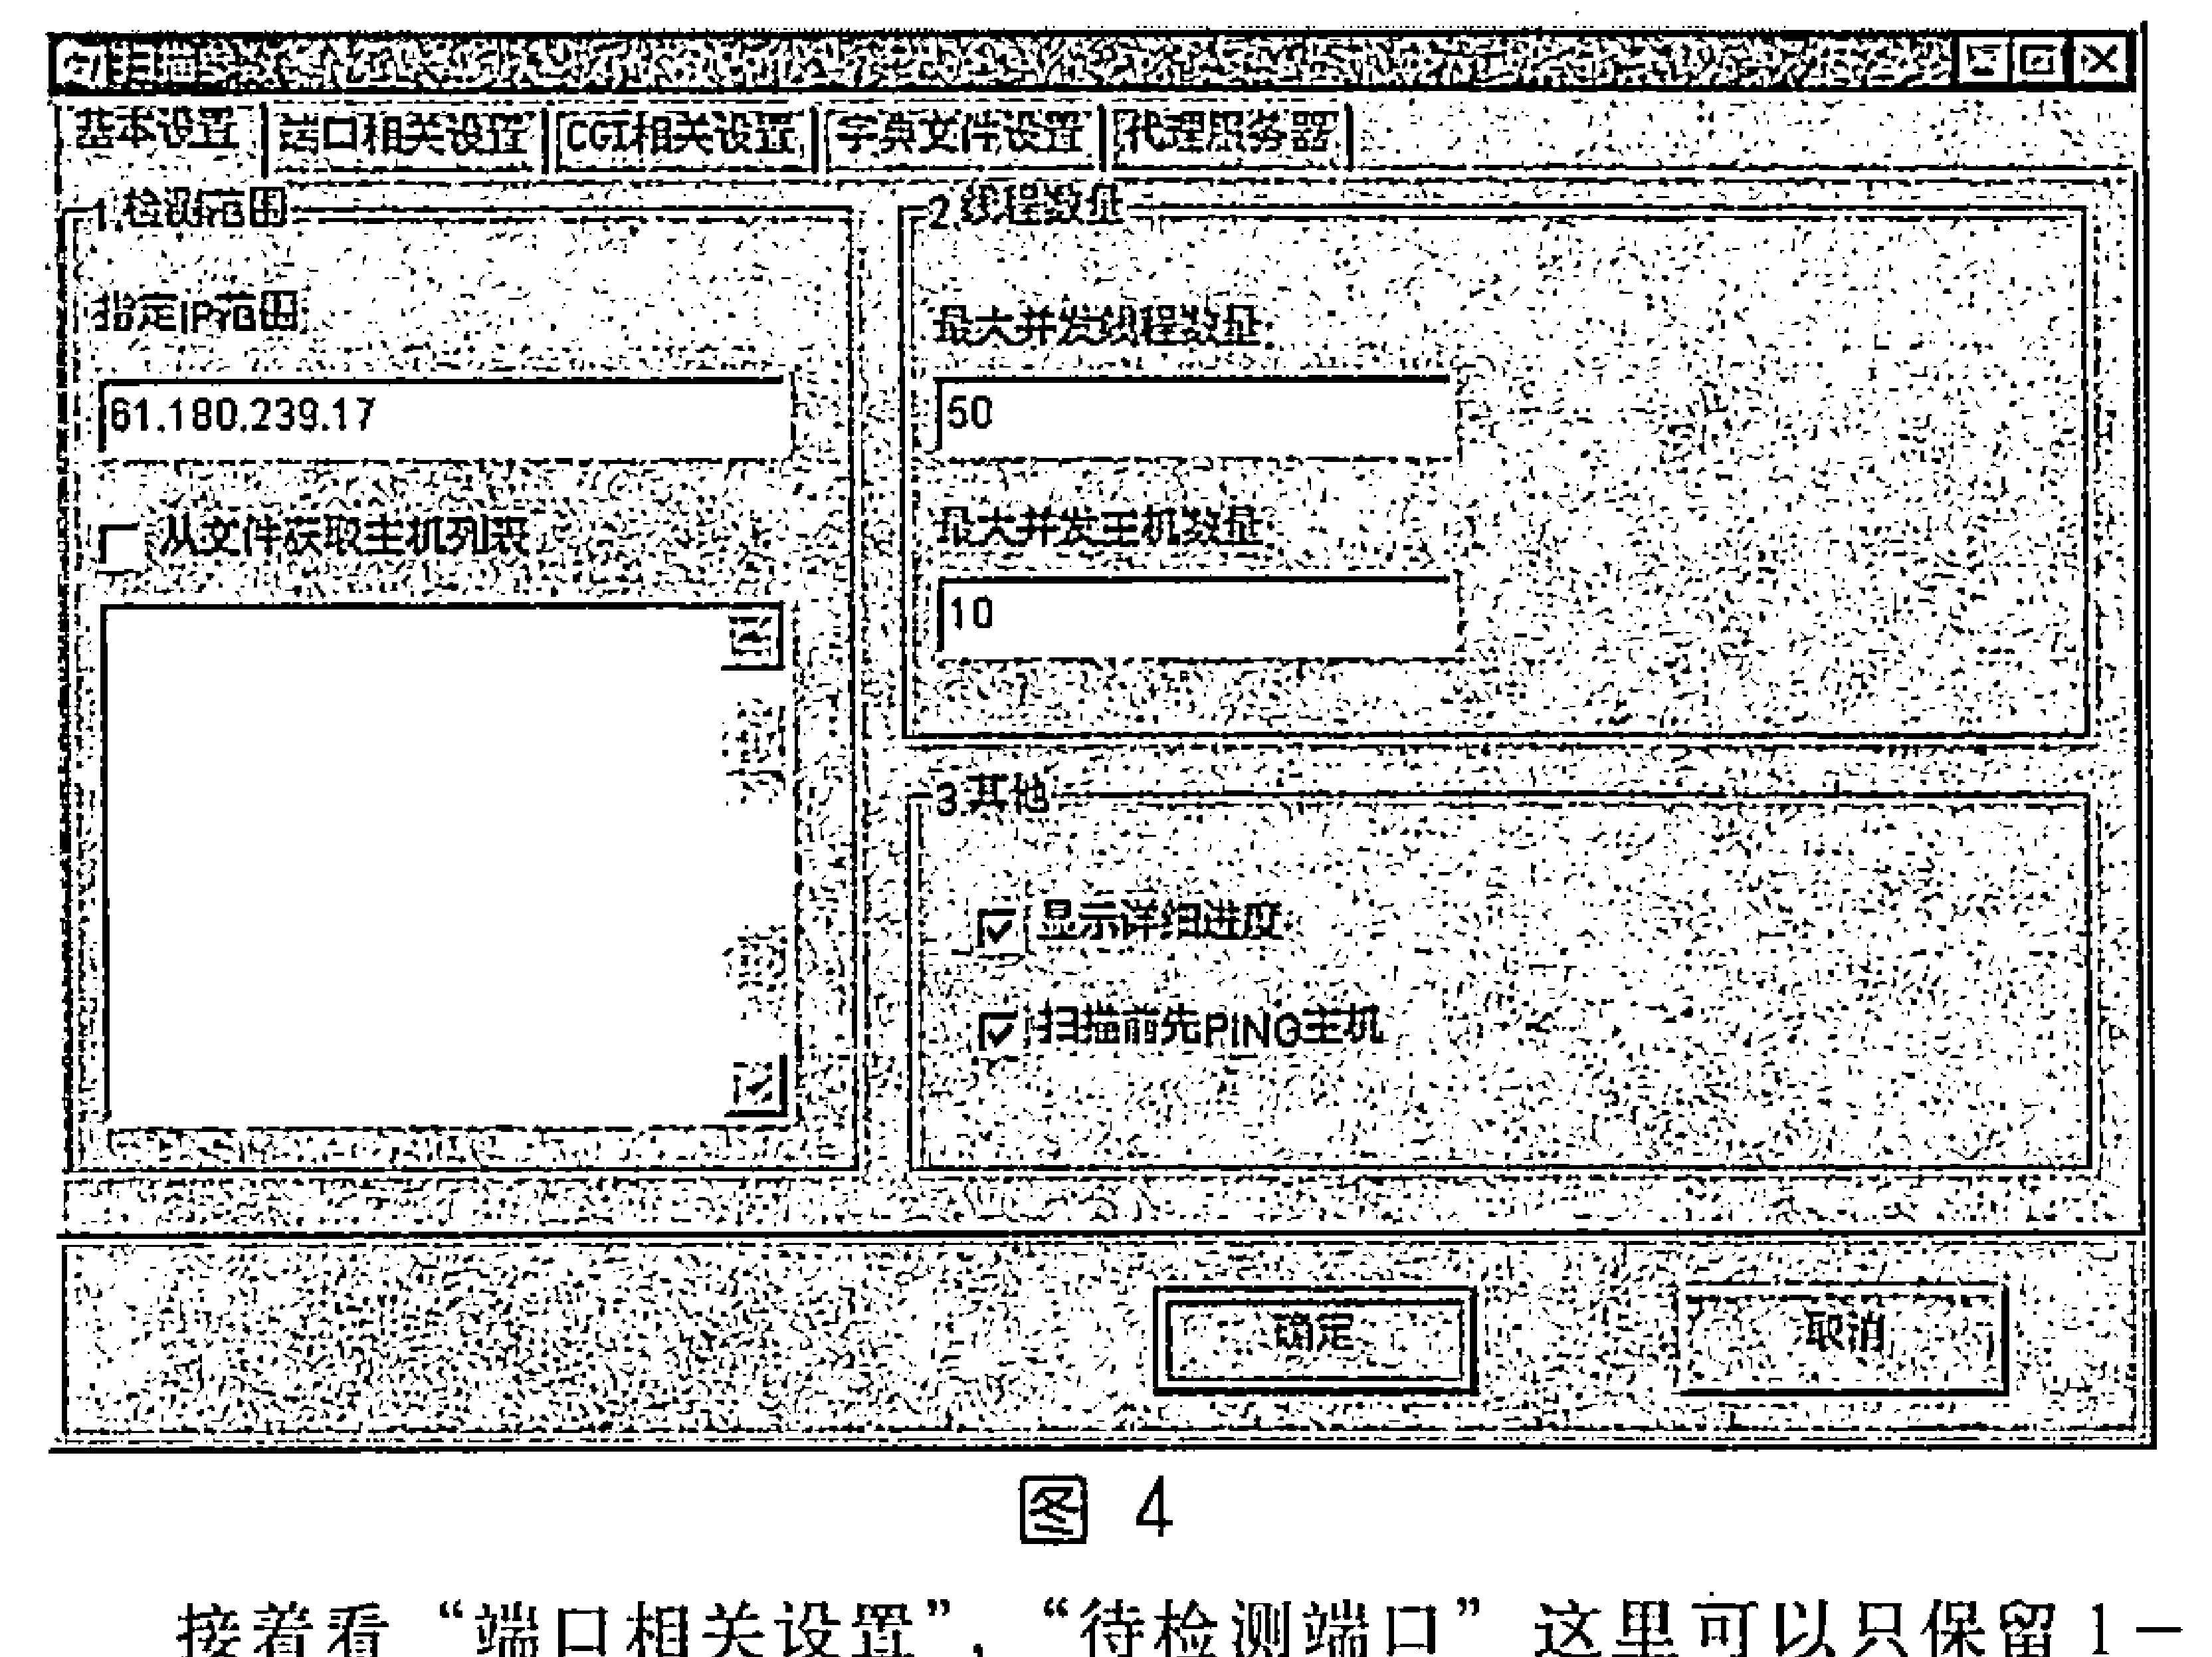 扫描参数
基本设置 端口相关设置 CGI相关设置 字典文件设置 代理服务器
1.检测范围
指定IP范围:
61.180.239.17
从文件获取主机列表
2.线程数量
最大并发线程数量:
50
最大并发主机数量:
10
3.其他
显示详细进度
扫描前先PING主机
确定 取消
图 4
接着看“端口相关设置”,“待检测端口”这里可以只保留 1-